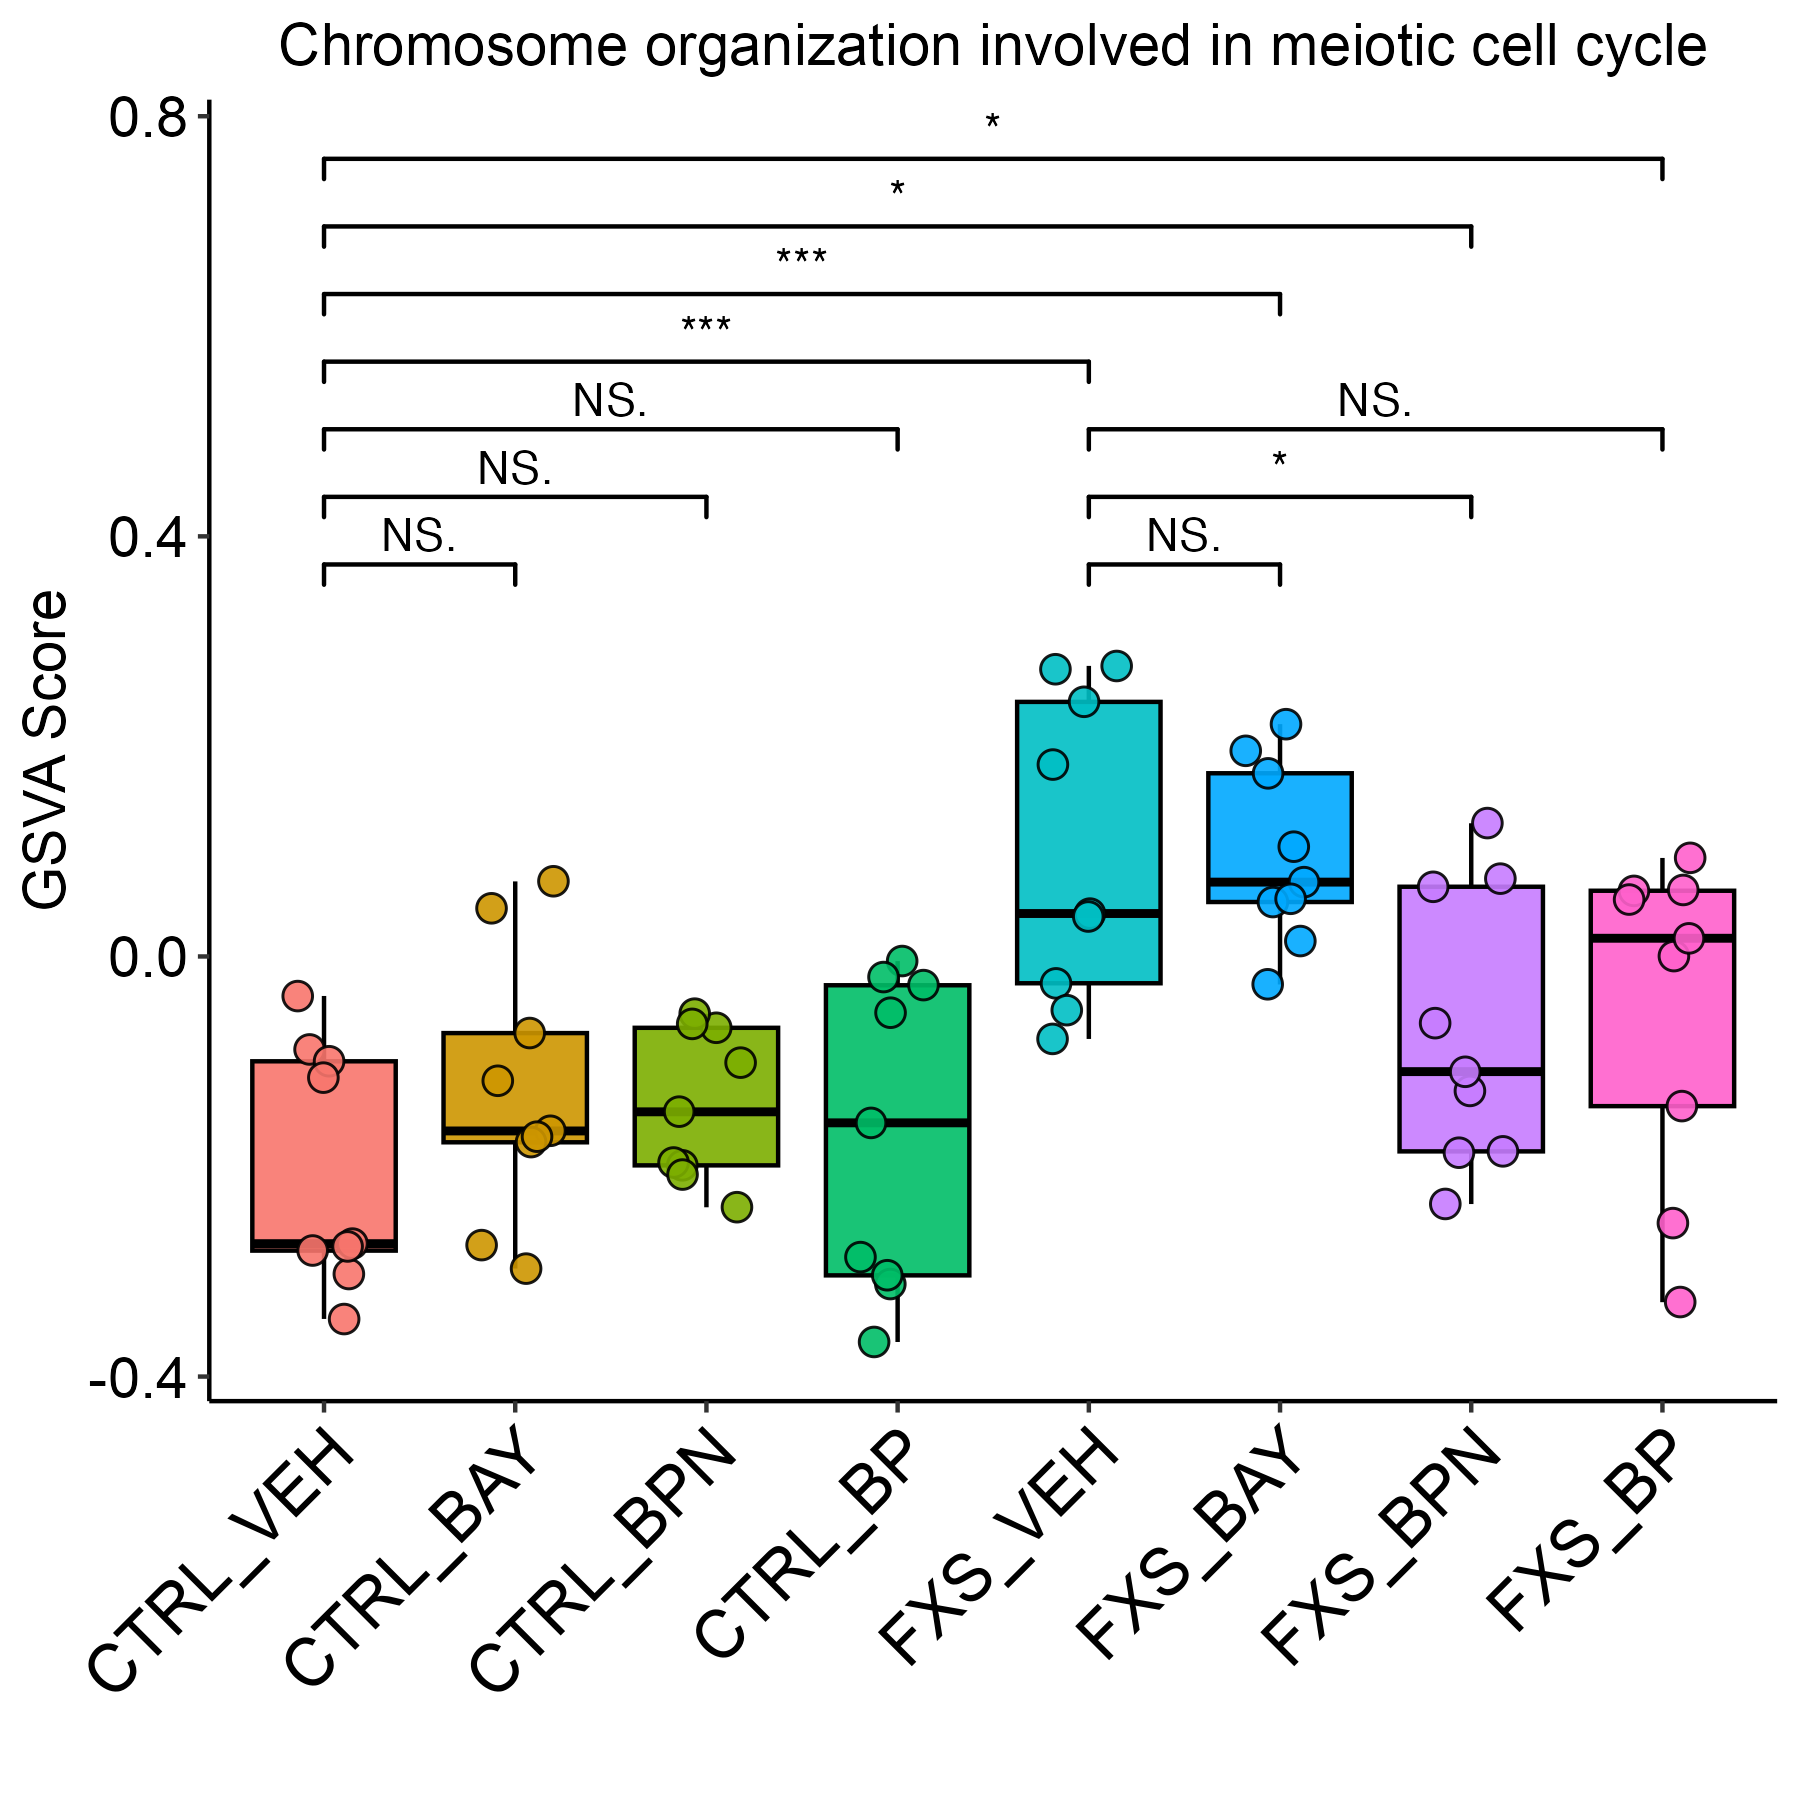 Chromosome organization involved in meiotic cell cycle
0.8
*
*
***
***
NS.
NS.
NS.
*
0.4
NS.
NS.
GSVA Score
0.0
-0.4
CTRL_VEH
CTRL_BAY
CTRL_BPN
CTRL_BP
FXS_VEH
FXS_BAY
FXS_BPN
FXS_BP